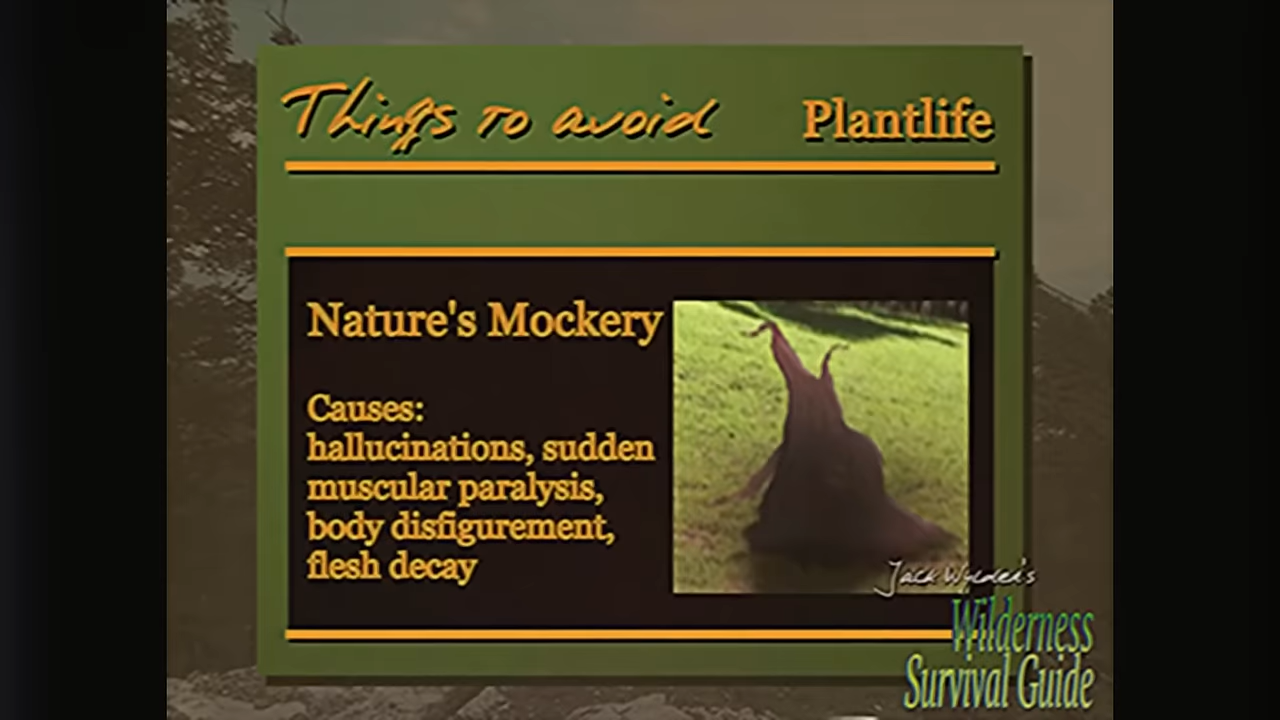 Things to avoid
Plantlife
Nature's Mockery
Causes:
hallucinations, sudden
muscular paralysis,
body disfigurement,
flesh decay
Jack Wylder's
Wilderness
Survival Guide